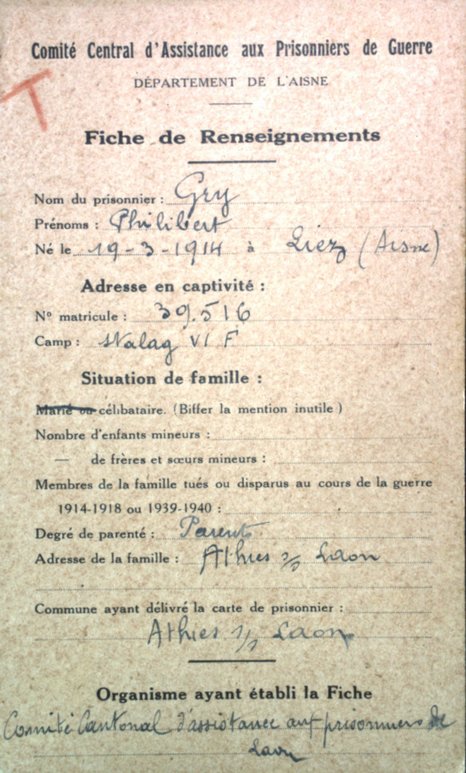 T
Comité Central d'Assistance aux Prisonniers de Guerre
DÉPARTEMENT DE L'AISNE
Fiche de Renseignements
Nom du prisonnier : Gry
Prénoms : Philibert
Né le 19-3-1914 à Liez (Aisne)
Adresse en captivité :
N° matricule : 39.516
Camp : Stalag VI F
Situation de famille :
Marié ou célibataire. (Biffer la mention inutile)
Nombre d'enfants mineurs :
— de frères et sœurs mineurs :
Membres de la famille tués ou disparus au cours de la guerre
1914-1918 ou 1939-1940 :
Degré de parenté : Parents
Adresse de la famille : Athies s/s Laon
Commune ayant délivré la carte de prisonnier :
Athies s/s Laon
Organisme ayant établi la Fiche
Comité Cantonal d'assistance aux prisonniers de
Laon